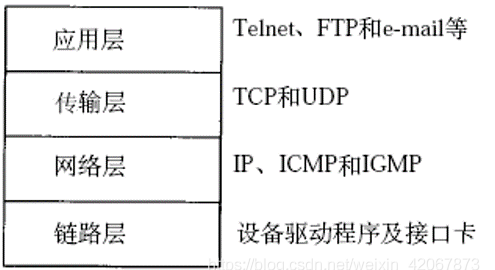 应用层 Telnet、FTP和e-mail等
传输层 TCP和UDP
网络层 IP、ICMP和IGMP
链路层 设备驱动程序及接口卡
https://blog.csdn.net/weixin_42067873